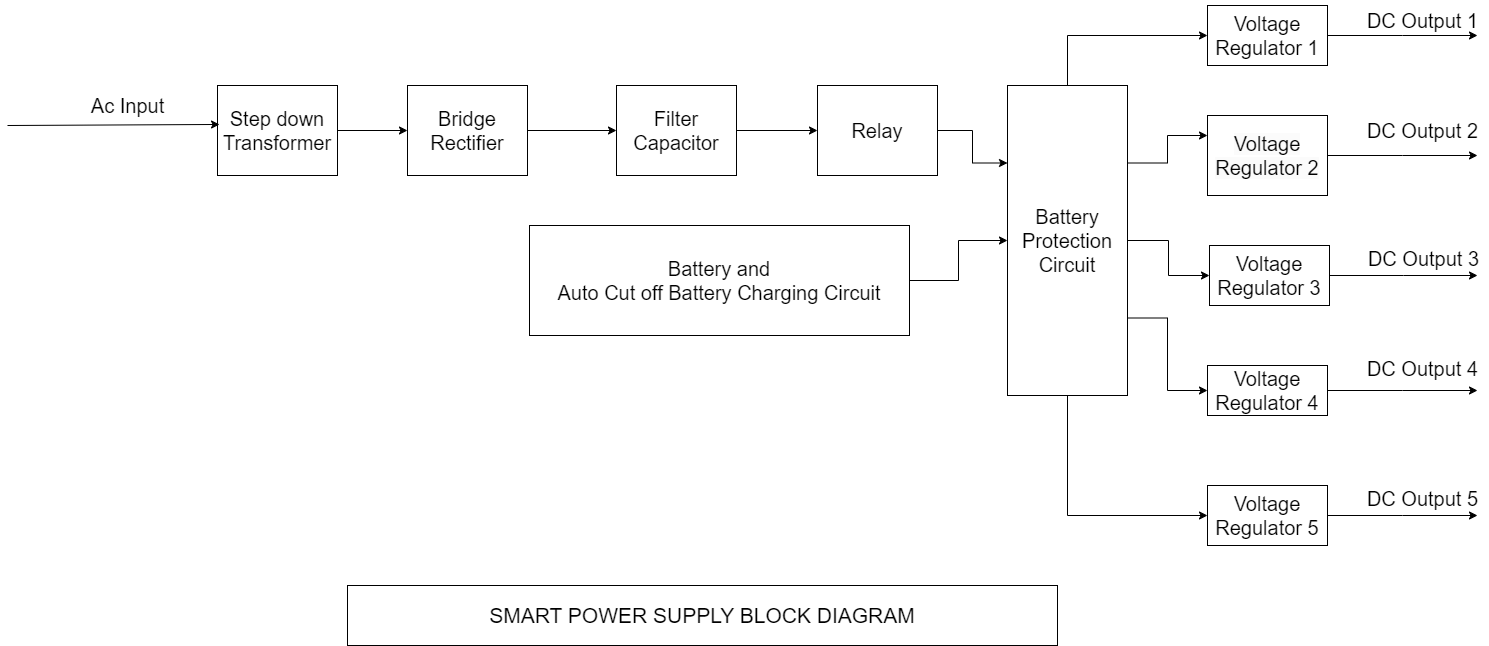 Ac Input
Step down
Transformer
Bridge
Rectifier
Filter
Capacitor
Relay
Battery and
Auto Cut off Battery Charging Circuit
Battery
Protection
Circuit
Voltage
Regulator 1
DC Output 1
Voltage
Regulator 2
DC Output 2
Voltage
Regulator 3
DC Output 3
Voltage
Regulator 4
DC Output 4
Voltage
Regulator 5
DC Output 5
SMART POWER SUPPLY BLOCK DIAGRAM